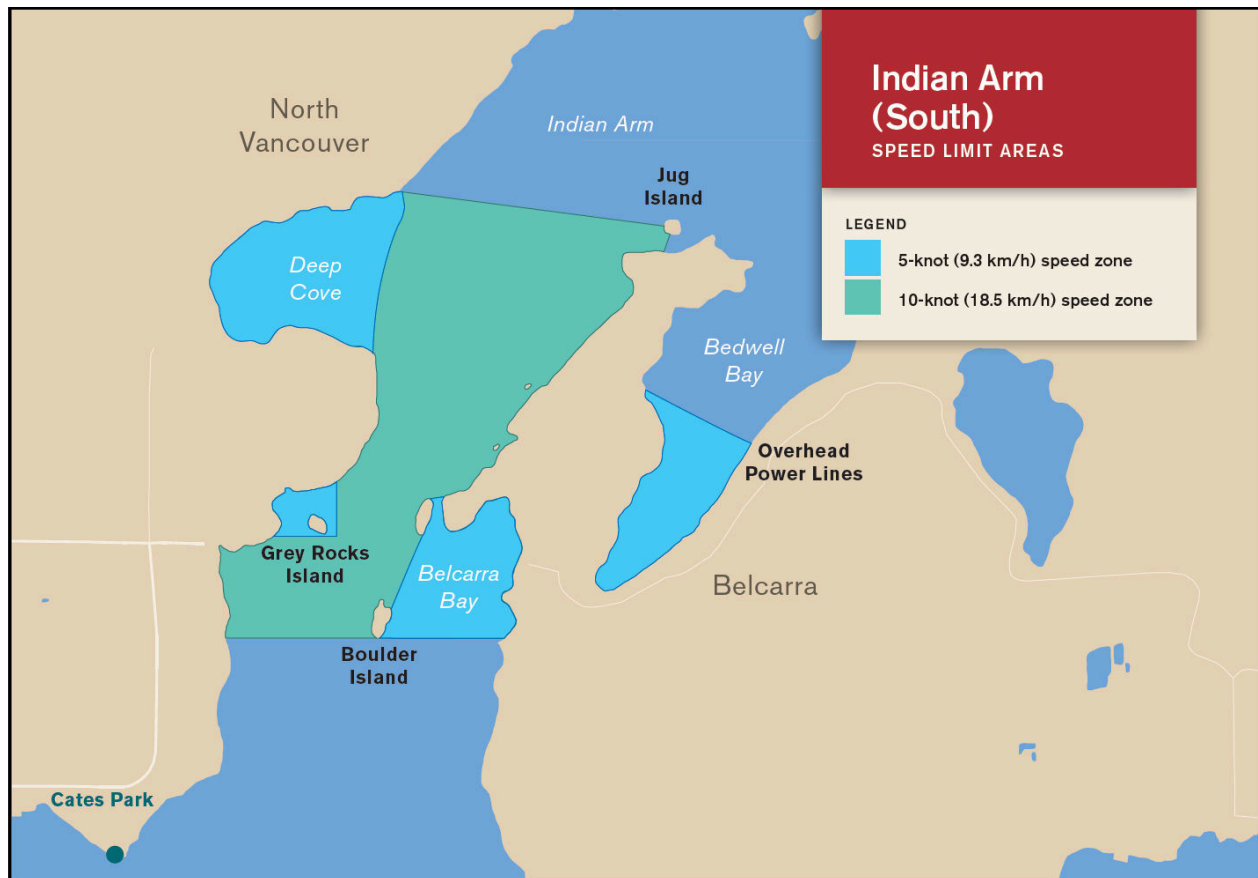 Indian Arm
(South)
SPEED LIMIT AREAS
LEGEND
5-knot (9.3 km/h) speed zone
10-knot (18.5 km/h) speed zone
North
Vancouver
Indian Arm
Jug
Island
Deep
Cove
Bedwell
Bay
Overhead
Power Lines
Grey Rocks
Island
Belcarra
Bay
Belcarra
Boulder
Island
Cates Park